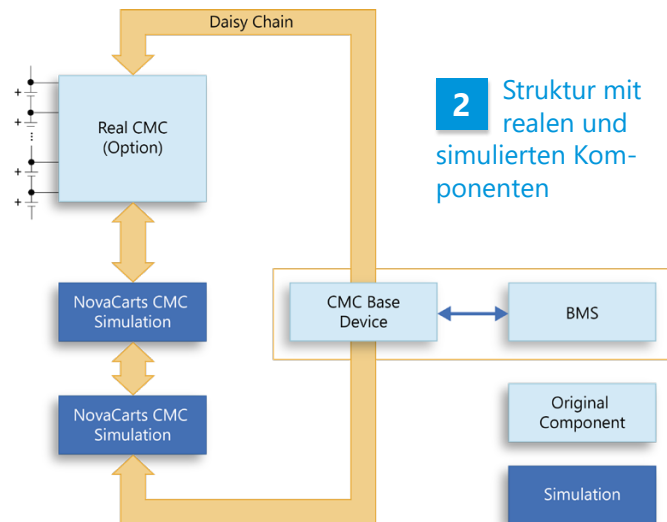 Daisy Chain
Real CMC
(Option)
2
Struktur mit
realen und
simulierten Kom-
ponenten
NovaCarts CMC
Simulation
CMC Base
Device
BMS
NovaCarts CMC
Simulation
Original
Component
Simulation